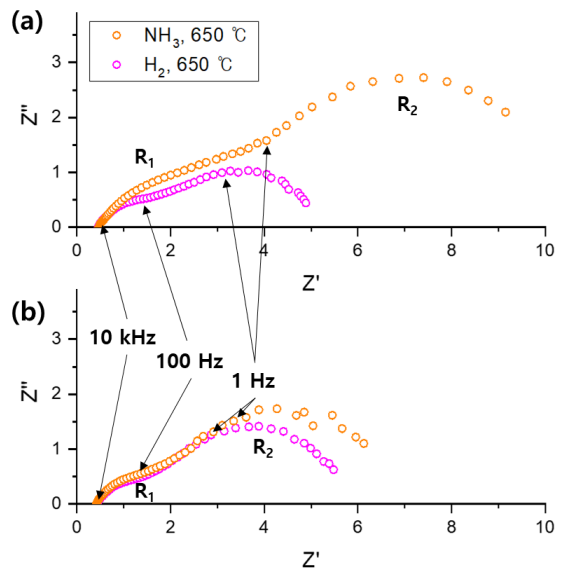 (a)
NH₃, 650 ℃
H₂, 650 ℃
R₁
R₂
Z"
3
2
1
0
0 2 4 6 8 10
Z'
(b)
10 kHz
100 Hz
1 Hz
R₁
R₂
Z"
3
2
1
0
0 2 4 6 8 10
Z'